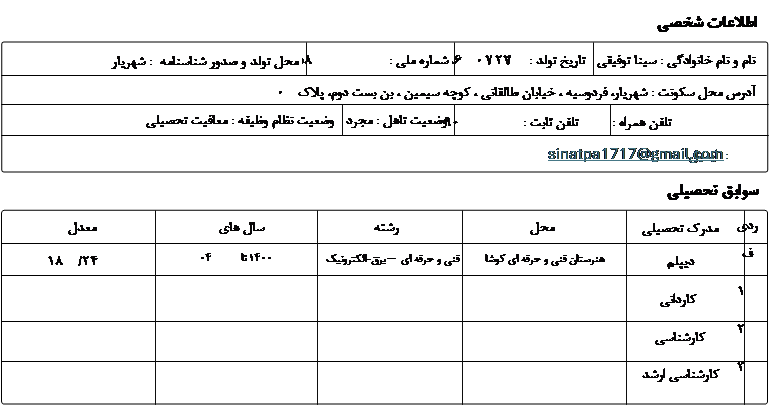 اطلاعات شخصی
نام و نام خانوادگی : سینا توفیقی تاریخ تولد : ۰۷۲۷ ۶ شماره ملی : ۰۸ محل تولد و صدور شناسنامه : شهریار
آدرس محل سکونت : شهریار، فردوسیه ، خیابان طالقانی ، کوچه سیمین ، بن بست دوم، پلاک ۰
تلفن همراه : تلفن ثابت : وضعیت تاهل : مجرد وضعیت نظام وظیفه : معافیت تحصیلی
sinatpa1717@gmail.com :
سوابق تحصیلی
ردی ف مدرک تحصیلی محل رشته سال های معدل
دیپلم هنرستان فنی و حرفه ای کوشا فنی و حرفه ای –برق-الکترونیک ۱۴۰۰تا ۰۴ ۱۸ /۲۴
۱ کاردانی
۲ کارشناسی
۳ کارشناسی ارشد